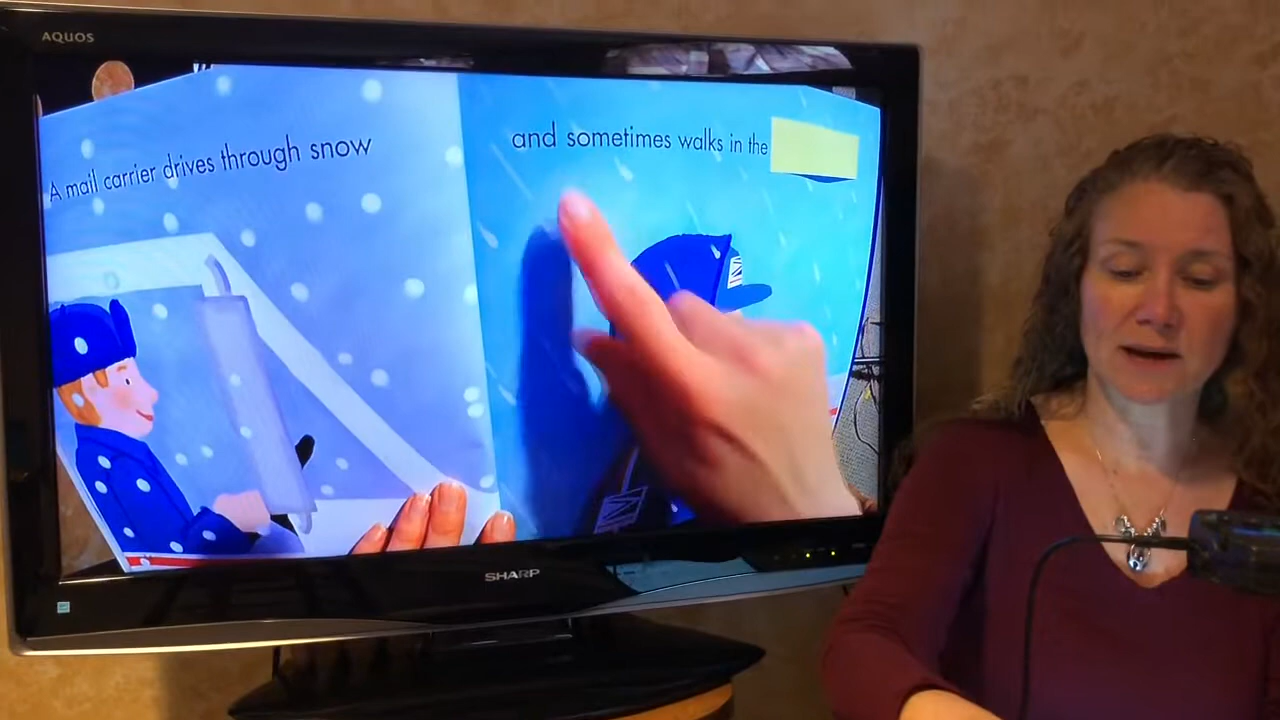 AQUOS
A mail carrier drives through snow
and sometimes walks in the
SHARP